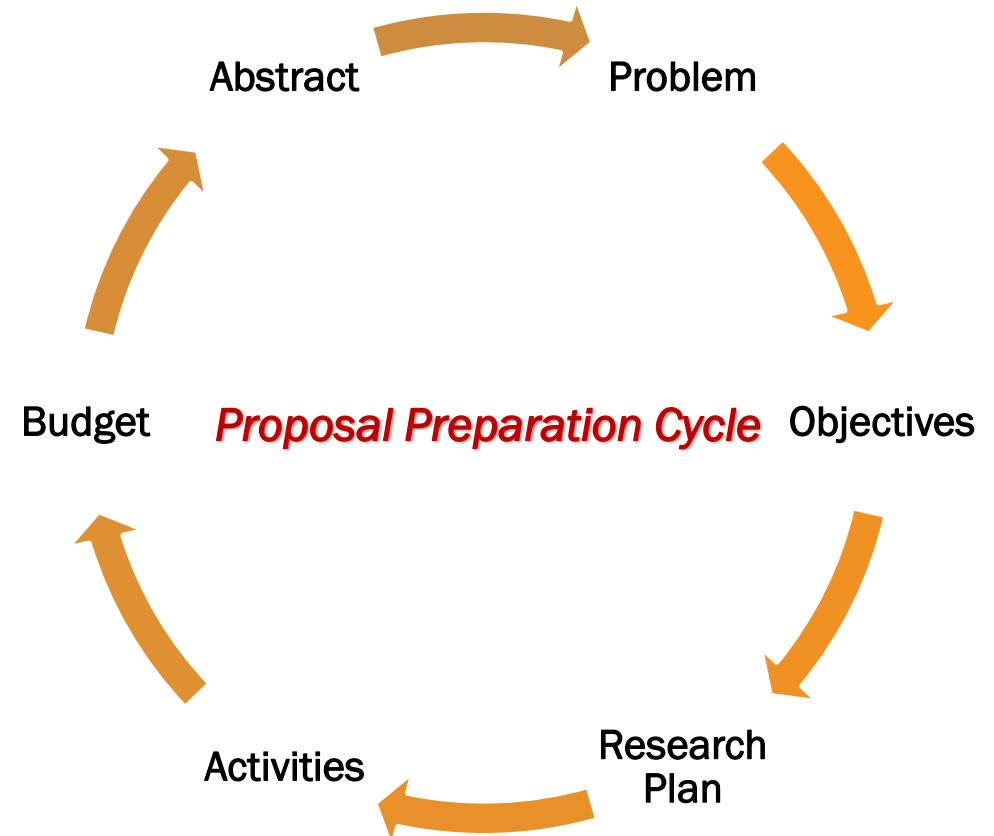 Abstract
Problem
Budget
Proposal Preparation Cycle
Objectives
Activities
Research
Plan